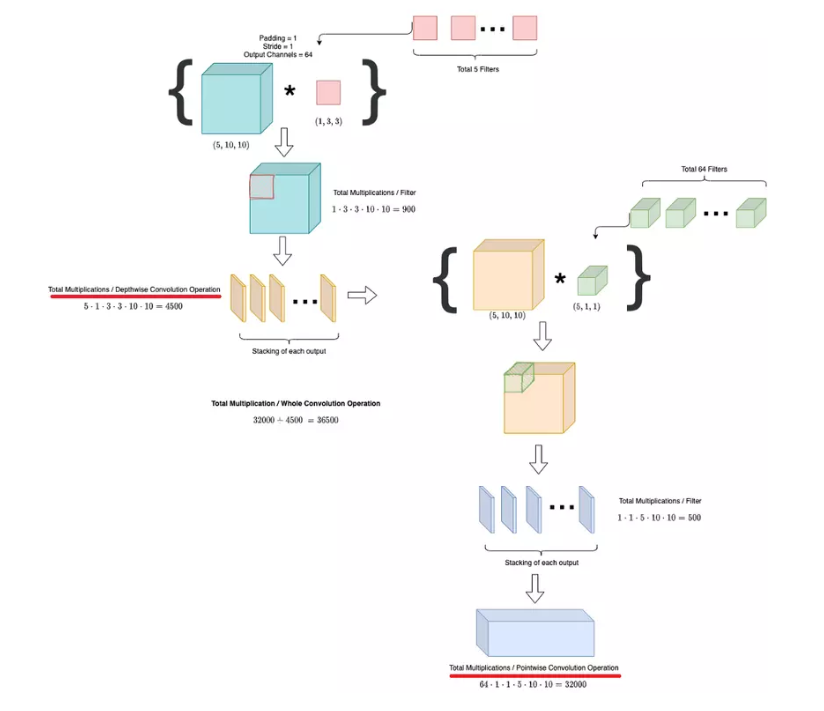 Padding = 1
Stride = 1
Output Channels = 64
Total 5 Filters
{ * }
(1, 3, 3)
(5, 10, 10)
Total Multiplications / Filter
1 · 3 · 3 · 10 · 10 = 900
Total 64 Filters
{ * }
(5, 10, 10)
(5, 1, 1)
Total Multiplications / Depthwise Convolution Operation
5 · 1 · 3 · 3 · 10 · 10 = 4500
Stacking of each output
Total Multiplication / Whole Convolution Operation
32000 ÷ 4500 = 36500
Total Multiplications / Filter
1 · 1 · 5 · 10 · 10 = 500
Stacking of each output
Total Multiplications / Pointwise Convolution Operation
64 · 1 · 1 · 5 · 10 · 10 = 32000